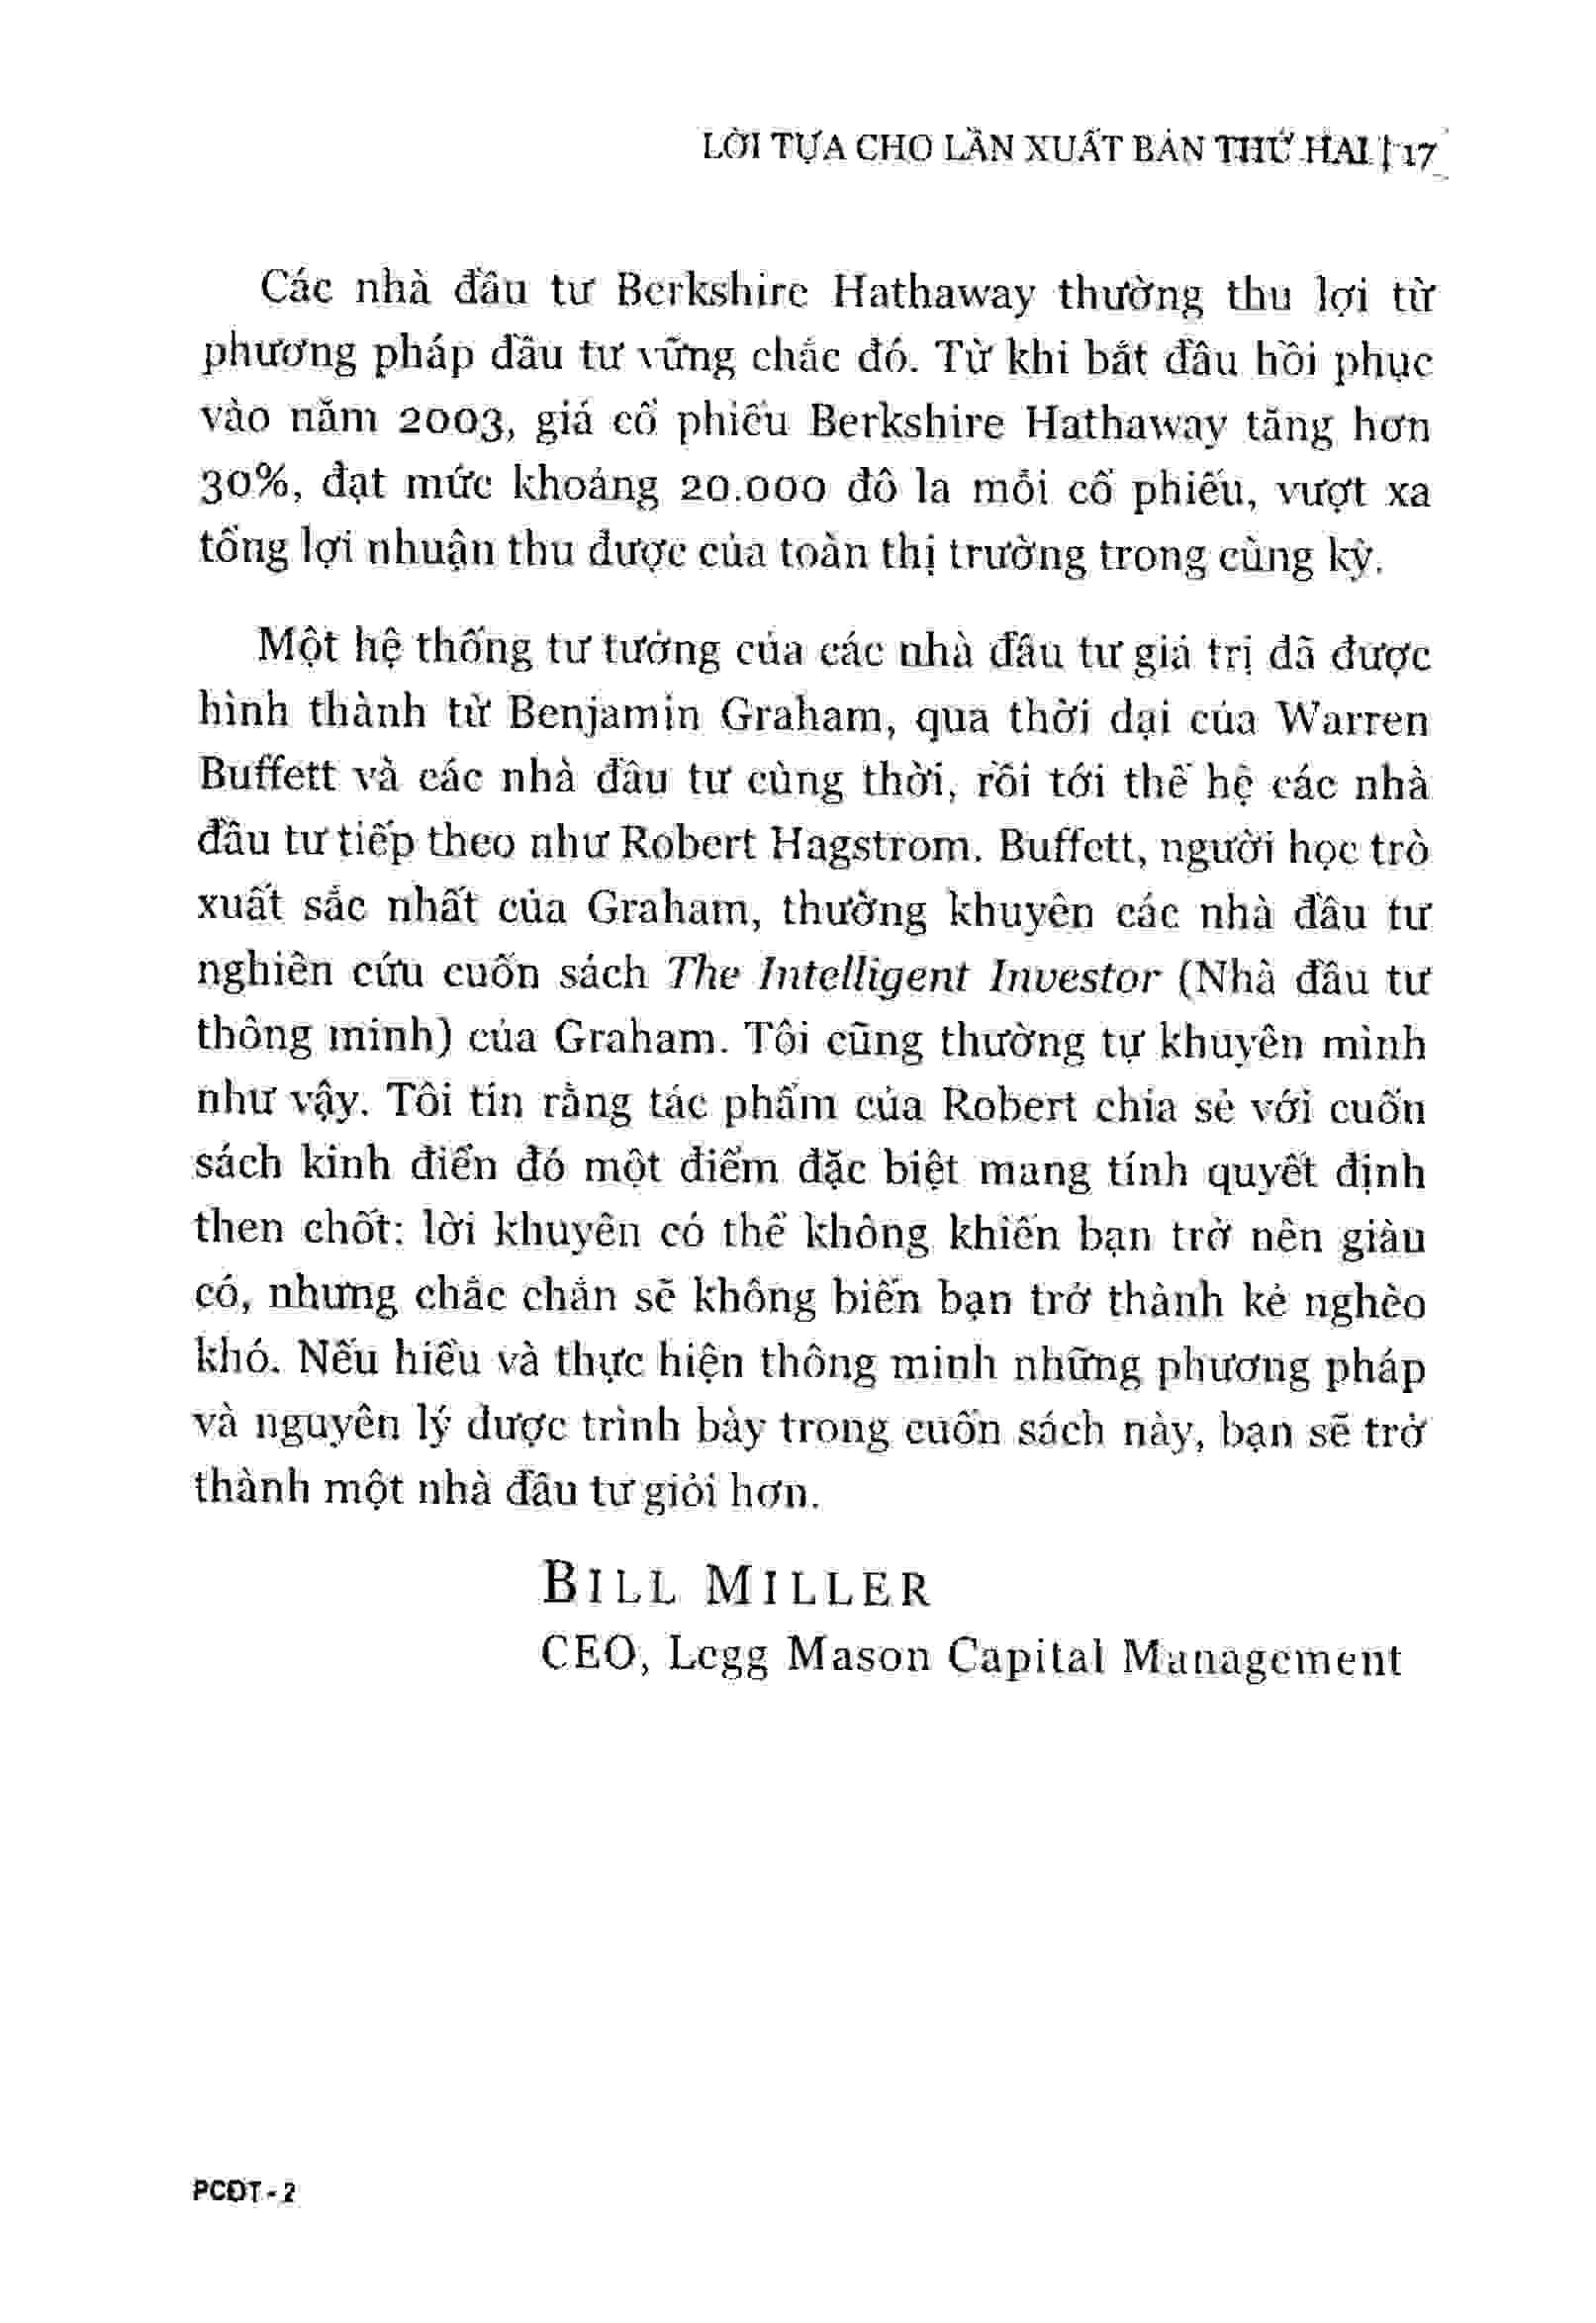 LỜI TỰA CHO LẦN XUẤT BẢN THỨ HAI | 17
Các nhà đầu tư Berkshire Hathaway thường thu lợi từ
phương pháp đầu tư vững chắc đó. Từ khi bắt đầu hồi phục
vào năm 2003, giá cổ phiếu Berkshire Hathaway tăng hơn
30%, đạt mức khoảng 20.000 đô la mỗi cổ phiếu, vượt xa
tổng lợi nhuận thu được của toàn thị trường trong cùng kỳ.
Một hệ thống tư tưởng của các nhà đầu tư giá trị đã được
hình thành từ Benjamin Graham, qua thời đại của Warren
Buffett và các nhà đầu tư cùng thời, rồi tới thế hệ các nhà
đầu tư tiếp theo như Robert Hagstrom. Buffett, người học trò
xuất sắc nhất của Graham, thường khuyên các nhà đầu tư
nghiên cứu cuốn sách The Intelligent Investor (Nhà đầu tư
thông minh) của Graham. Tôi cũng thường tự khuyên mình
như vậy. Tôi tin rằng tác phẩm của Robert chia sẻ với cuốn
sách kinh điển đó một điểm đặc biệt mang tính quyết định
then chốt: lời khuyên có thể không khiến bạn trở nên giàu
có, nhưng chắc chắn sẽ không biến bạn trở thành kẻ nghèo
khó. Nếu hiểu và thực hiện thông minh những phương pháp
và nguyên lý được trình bày trong cuốn sách này, bạn sẽ trở
thành một nhà đầu tư giỏi hơn.
BILL MILLER
CEO, Legg Mason Capital Management
PCĐT - 2